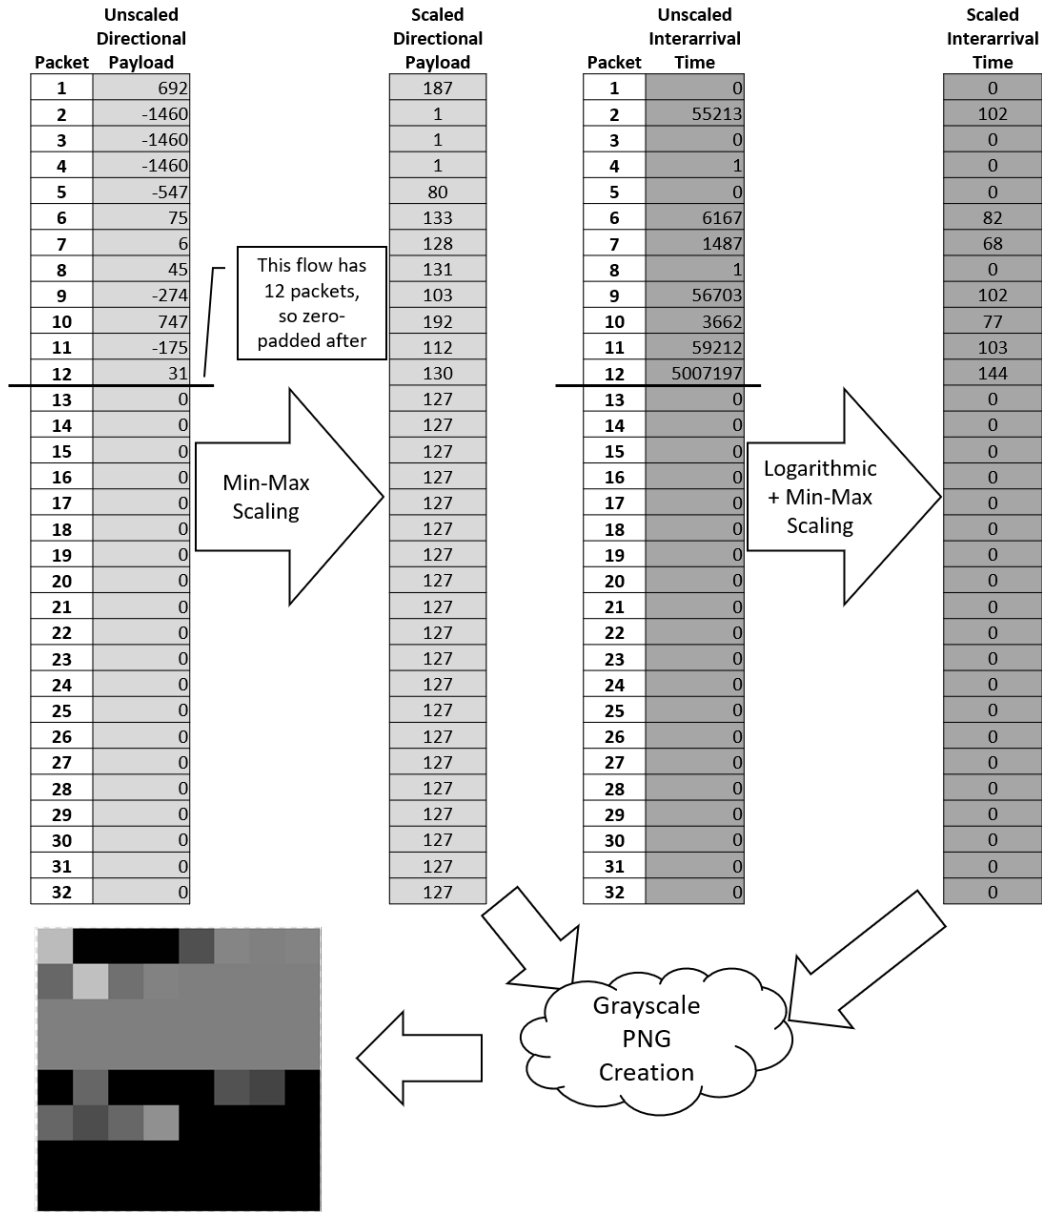 Unscaled Directional Payload
Scaled Directional Payload
Unscaled Interarrival Time
Scaled Interarrival Time
Packet
Packet
1 692 187 1 0 0
2 -1460 1 2 55213 102
3 -1460 1 3 0 0
4 -1460 1 4 1 0
5 -547 80 5 0 0
6 75 133 6 6167 82
7 6 128 7 1487 68
8 45 131 8 1 0
9 -274 103 9 56703 102
10 747 192 10 3662 77
11 -175 112 11 59212 103
12 31 130 12 5007197 144
13 0 127 13 0 0
14 0 127 14 0 0
15 0 127 15 0 0
16 0 127 16 0 0
17 0 127 17 0 0
18 0 127 18 0 0
19 0 127 19 0 0
20 0 127 20 0 0
21 0 127 21 0 0
22 0 127 22 0 0
23 0 127 23 0 0
24 0 127 24 0 0
25 0 127 25 0 0
26 0 127 26 0 0
27 0 127 27 0 0
28 0 127 28 0 0
29 0 127 29 0 0
30 0 127 30 0 0
31 0 127 31 0 0
32 0 127 32 0 0
This flow has
12 packets,
so zero-
padded after
Min-Max
Scaling
Logarithmic
+ Min-Max
Scaling
Grayscale
PNG
Creation